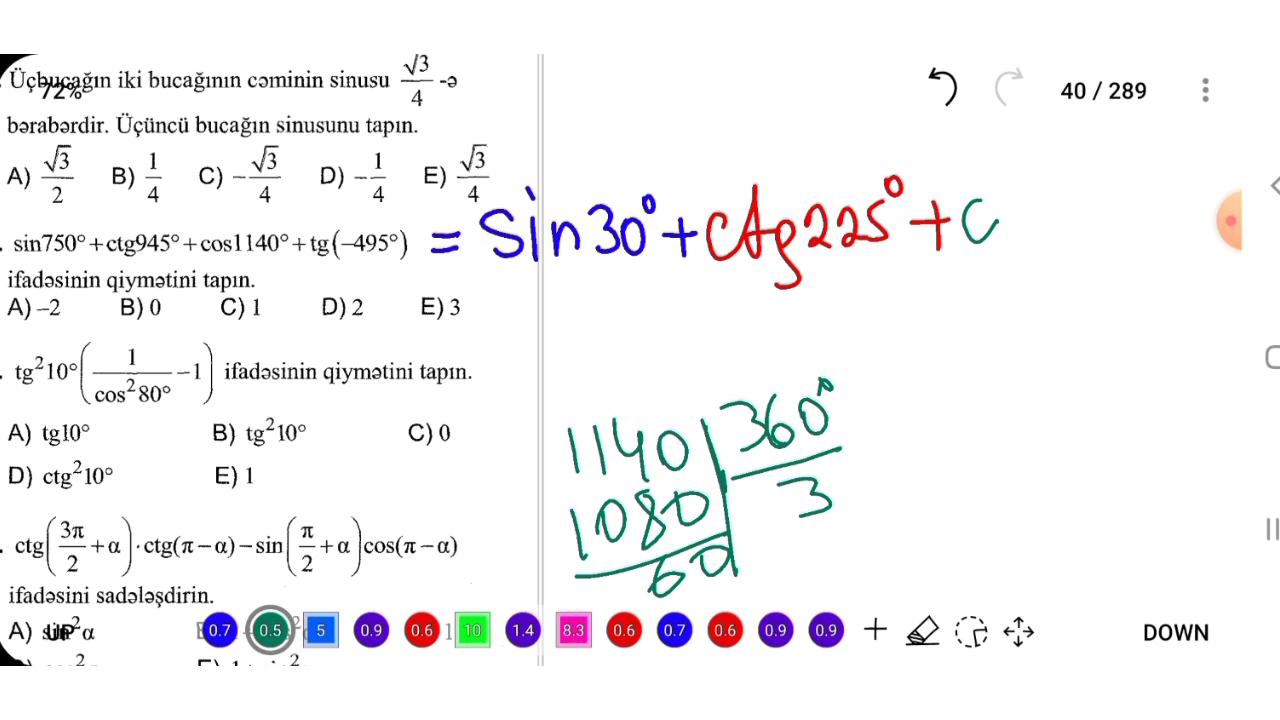 Üçbucağın iki bucağının cəminin sinusu √3/4 -ə
72%
bərabərdir. Üçüncü bucağın sinusunu tapın.
A) √3/2 B) 1/4 C) −√3/4 D) −1/4 E) √3/4
. sin750°+ctg945°+cos1140°+tg(−495°) = Sin30°+Ctg225°+C
ifadəsinin qiymətini tapın.
A) −2 B) 0 C) 1 D) 2 E) 3
. tg²10°(1/cos²80° −1) ifadəsinin qiymətini tapın.
A) tg10° B) tg²10° C) 0
D) ctg²10° E) 1
. ctg(3π/2+α)·ctg(π−α)−sin(π/2+α)cos(π−α)
ifadəsini sadələşdirin.
A) sin²α
UP
40 / 289
1140 360°
1080 3
60
0.7 0.5 5 0.9 0.6 10 1.4 8.3 0.6 0.7 0.6 0.9 0.9 +
DOWN